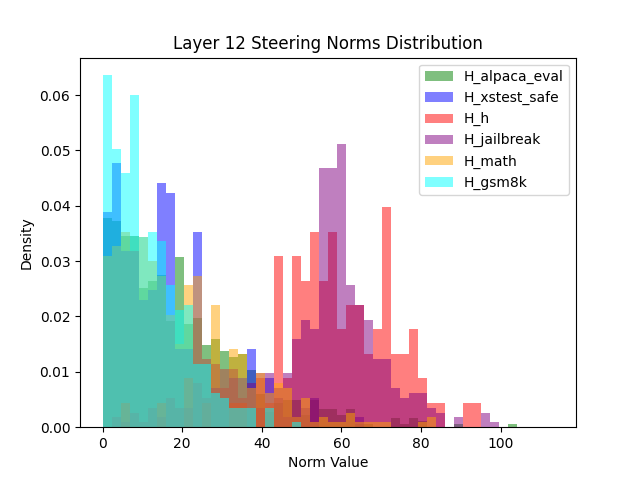 Layer 12 Steering Norms Distribution
H_alpaca_eval
H_xstest_safe
H_h
H_jailbreak
H_math
H_gsm8k
0.06
0.05
0.04
0.03
0.02
0.01
0.00
Density
0 20 40 60 80 100
Norm Value